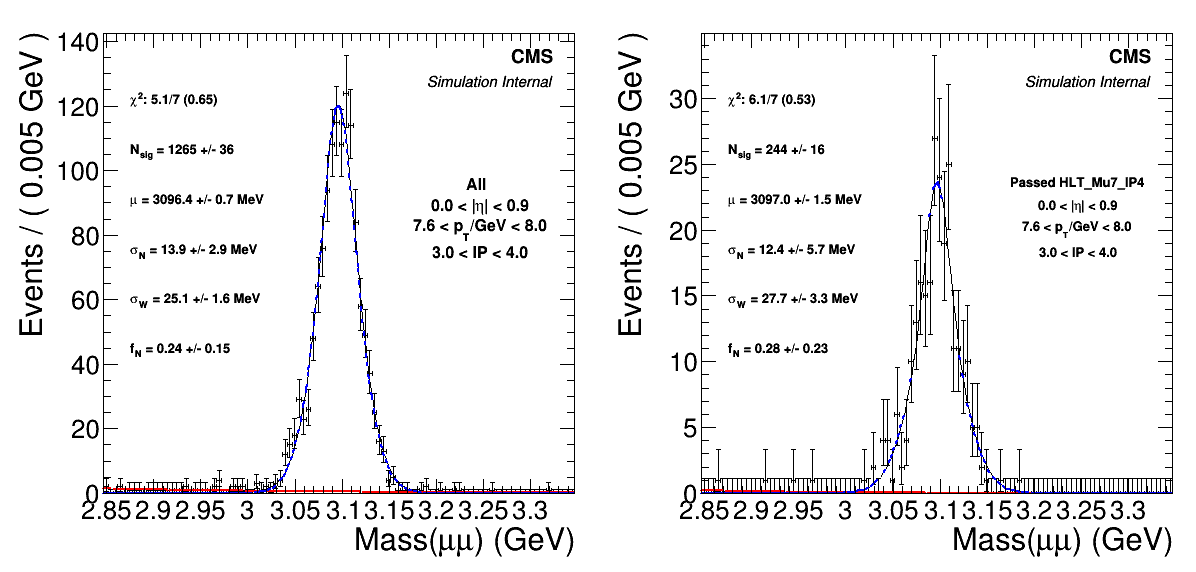 Events / ( 0.005 GeV )
140
120
100
80
60
40
20
0
CMS
Simulation Internal
χ²: 5.1/7 (0.65)
Nsig = 1265 +/- 36
μ = 3096.4 +/- 0.7 MeV
σN = 13.9 +/- 2.9 MeV
σW = 25.1 +/- 1.6 MeV
fN = 0.24 +/- 0.15
All
0.0 < |η| < 0.9
7.6 < pT/GeV < 8.0
3.0 < IP < 4.0
2.85 2.9 2.95 3 3.05 3.1 3.15 3.2 3.25 3.3
Mass(μμ) (GeV)
Events / ( 0.005 GeV )
30
25
20
15
10
5
0
CMS
Simulation Internal
χ²: 6.1/7 (0.53)
Nsig = 244 +/- 16
μ = 3097.0 +/- 1.5 MeV
σN = 12.4 +/- 5.7 MeV
σW = 27.7 +/- 3.3 MeV
fN = 0.28 +/- 0.23
Passed HLT_Mu7_IP4
0.0 < |η| < 0.9
7.6 < pT/GeV < 8.0
3.0 < IP < 4.0
2.85 2.9 2.95 3 3.05 3.1 3.15 3.2 3.25 3.3
Mass(μμ) (GeV)